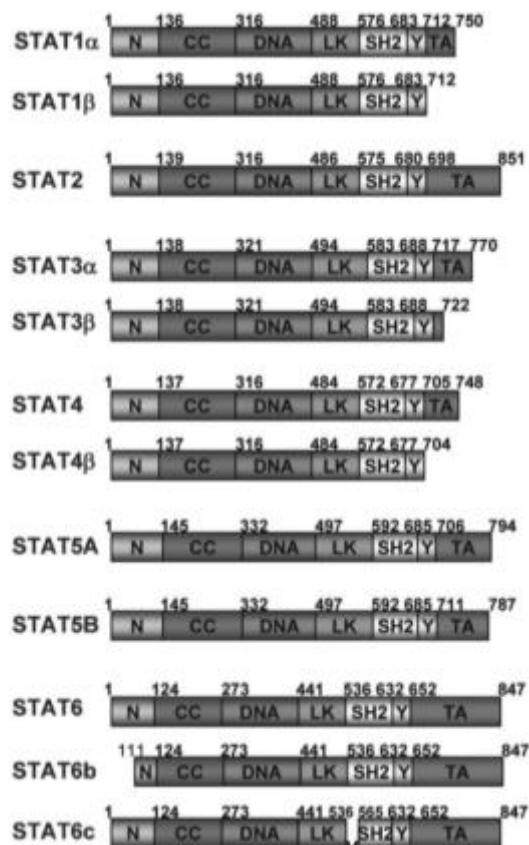 1 136 316 488 576 683 712 750
STAT1α N CC DNA LK SH2 Y TA
1 136 316 488 576 683 712
STAT1β N CC DNA LK SH2 Y
1 139 316 486 575 680 698 851
STAT2 N CC DNA LK SH2 Y TA
1 138 321 494 583 688 717 770
STAT3α N CC DNA LK SH2 Y TA
1 138 321 494 583 688 722
STAT3β N CC DNA LK SH2 Y
1 137 316 484 572 677 705 748
STAT4 N CC DNA LK SH2 Y TA
1 137 316 484 572 677 704
STAT4β N CC DNA LK SH2 Y
1 145 332 497 592 685 706 794
STAT5A N CC DNA LK SH2 Y TA
1 145 332 497 592 685 711 787
STAT5B N CC DNA LK SH2 Y TA
1 124 273 441 536 632 652 847
STAT6 N CC DNA LK SH2 Y TA
111 124 273 441 536 632 652 847
STAT6b N CC DNA LK SH2 Y TA
1 124 273 441 536 565 632 652 847
STAT6c N CC DNA LK SH2 Y TA